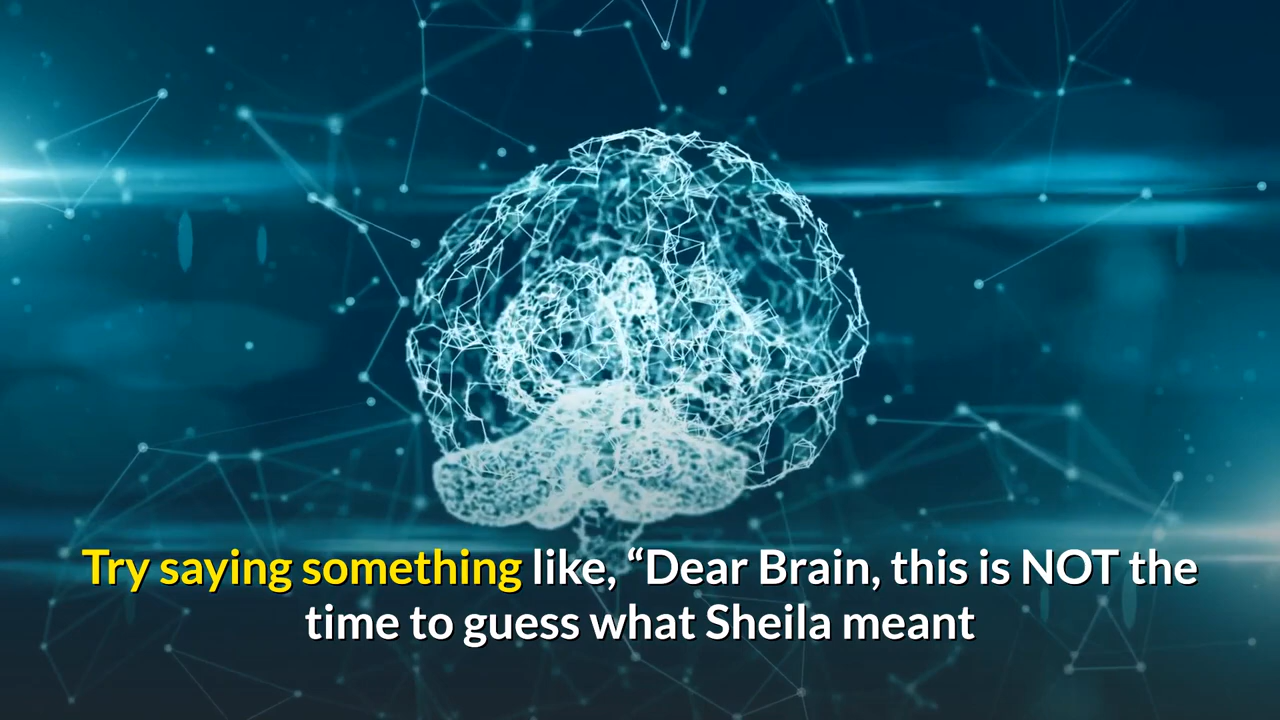 Try saying something like, “Dear Brain, this is NOT the
time to guess what Sheila meant